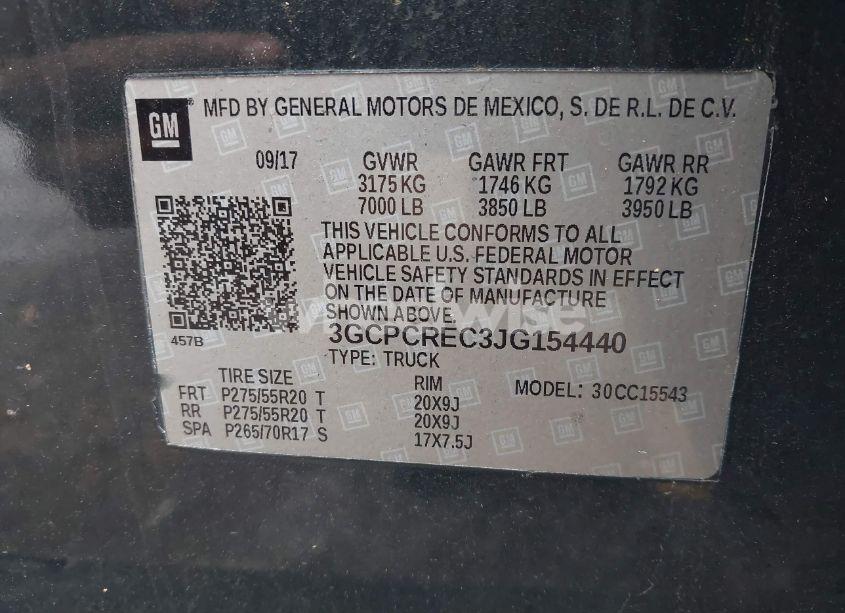 GM MFD BY GENERAL MOTORS DE MEXICO, S. DE R.L. DE C.V.
09/17 GVWR GAWR FRT GAWR RR
3175 KG 1746 KG 1792 KG
7000 LB 3850 LB 3950 LB
THIS VEHICLE CONFORMS TO ALL
APPLICABLE U.S. FEDERAL MOTOR
VEHICLE SAFETY STANDARDS IN EFFECT
ON THE DATE OF MANUFACTURE
SHOWN ABOVE.
457B 3GCPCREC3JG154440
TYPE: TRUCK
TIRE SIZE RIM MODEL: 30CC15543
FRT P275/55R20 T 20X9J
RR P275/55R20 T 20X9J
SPA P265/70R17 S 17X7.5J